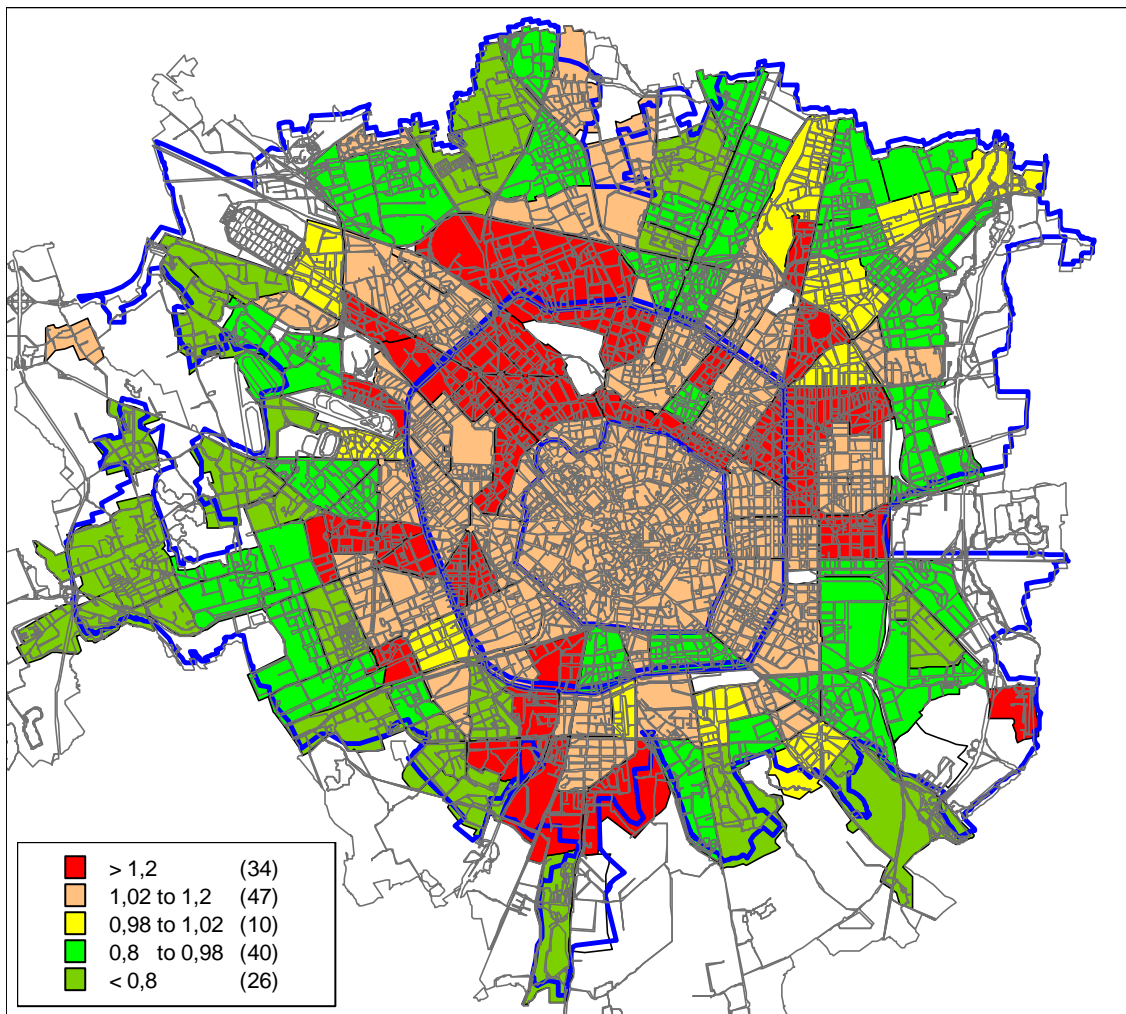 > 1,2 (34)
1,02 to 1,2 (47)
0,98 to 1,02 (10)
0,8 to 0,98 (40)
< 0,8 (26)